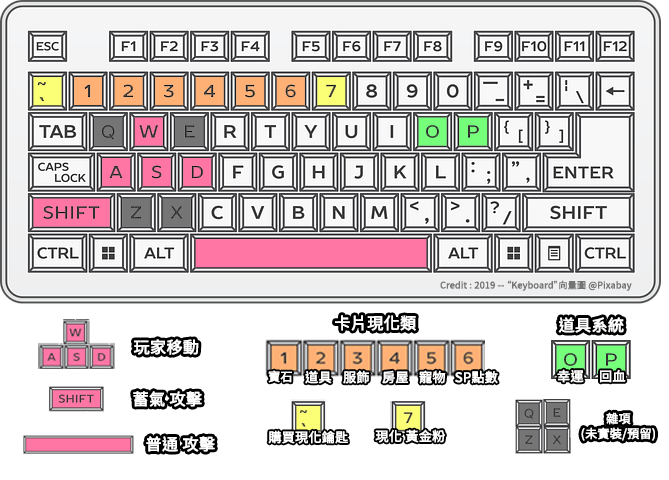 ESC F1 F2 F3 F4 F5 F6 F7 F8 F9 F10 F11 F12
~ 、 1 2 3 4 5 6 7 8 9 0 — – + = ¦ \ ←
TAB Q W E R T Y U I O P { [ } ]
CAPS LOCK A S D F G H J K L : ; " , ENTER
SHIFT Z X C V B N M < , > . ? / SHIFT
CTRL ALT ALT CTRL
Credit : 2019 -- “Keyboard”向量圖 @Pixabay
W
A S D
玩家移動
SHIFT
蓄氣·攻擊
普通 攻擊
卡片現化類
1 2 3 4 5 6
寶石 道具 服飾 房屋 寵物 SP點數
~ 、
購買現化鑰匙
7
現化 黃金粉
道具系統
O P
幸運 回血
Q E
Z X
雜項
(未實裝/預留)